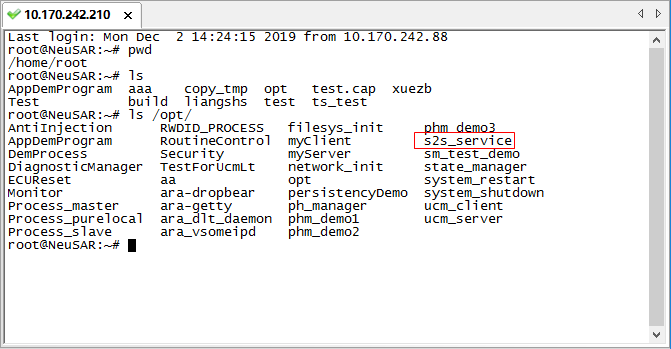 10.170.242.210
Last login: Mon Dec  2 14:24:15 2019 from 10.170.242.88
root@NeuSAR:~# pwd
/home/root
root@NeuSAR:~# ls
AppDemProgram  aaa    copy_tmp  opt   test.cap  xuezb
Test           build  liangshs  test  ts_test
root@NeuSAR:~# ls /opt/
AntiInjection      RWDID_PROCESS   filesys_init     phm_demo3
AppDemProgram      RoutineControl  myClient         s2s_service
DemProcess         Security        myServer         sm_test_demo
DiagnosticManager  TestForUcmLt    network_init     state_manager
ECUReset           aa              opt              system_restart
Monitor            ara-dropbear    persistencyDemo  system_shutdown
Process_master     ara-getty       ph_manager       ucm_client
Process_purelocal  ara_dlt_daemon  phm_demo1        ucm_server
Process_slave      ara_vsomeipd    phm_demo2
root@NeuSAR:~#